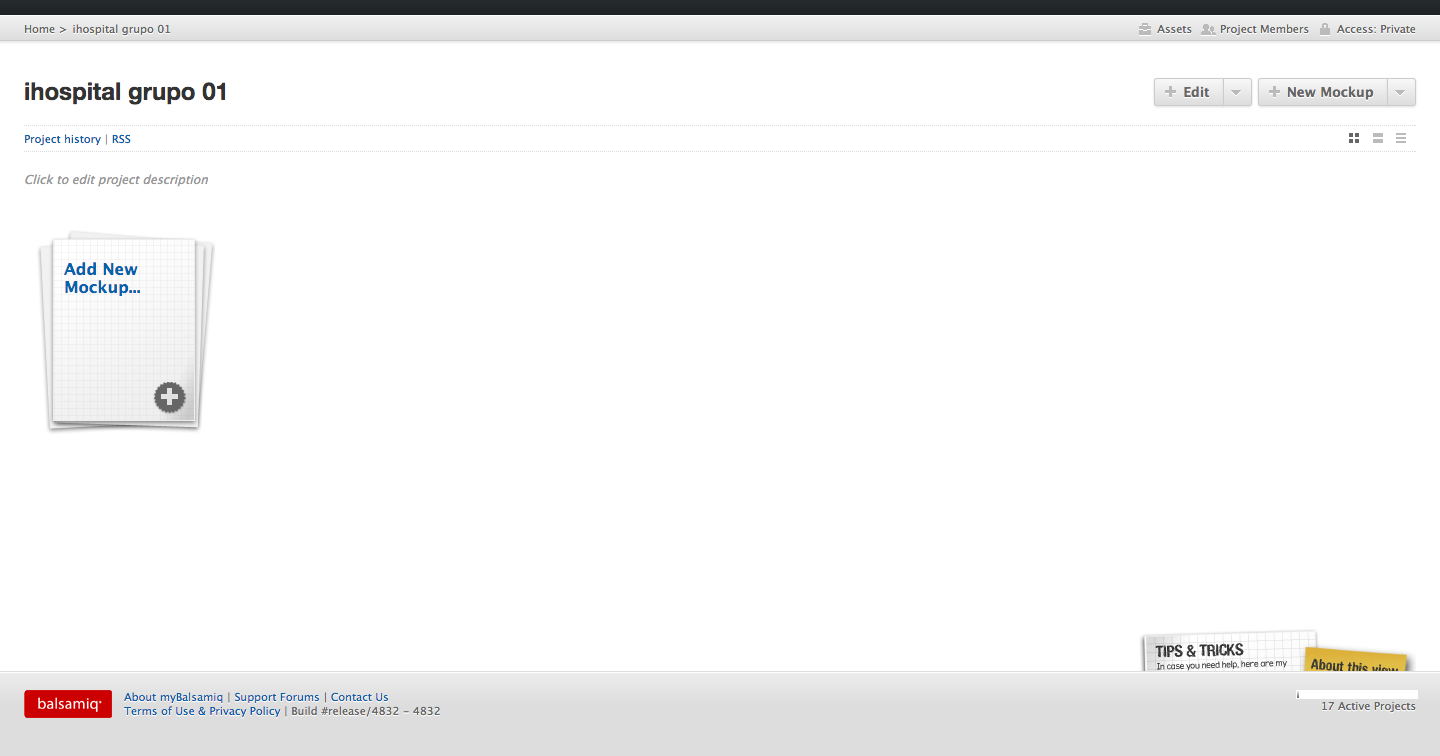 Home > ihospital grupo 01
Assets Project Members Access: Private
ihospital grupo 01
Edit New Mockup
Project history | RSS
Click to edit project description
Add New
Mockup...
TIPS & TRICKS
In case you need help, here are my
About this view
balsamiq
About myBalsamiq | Support Forums | Contact Us
Terms of Use & Privacy Policy | Build #release/4832 - 4832
17 Active Projects